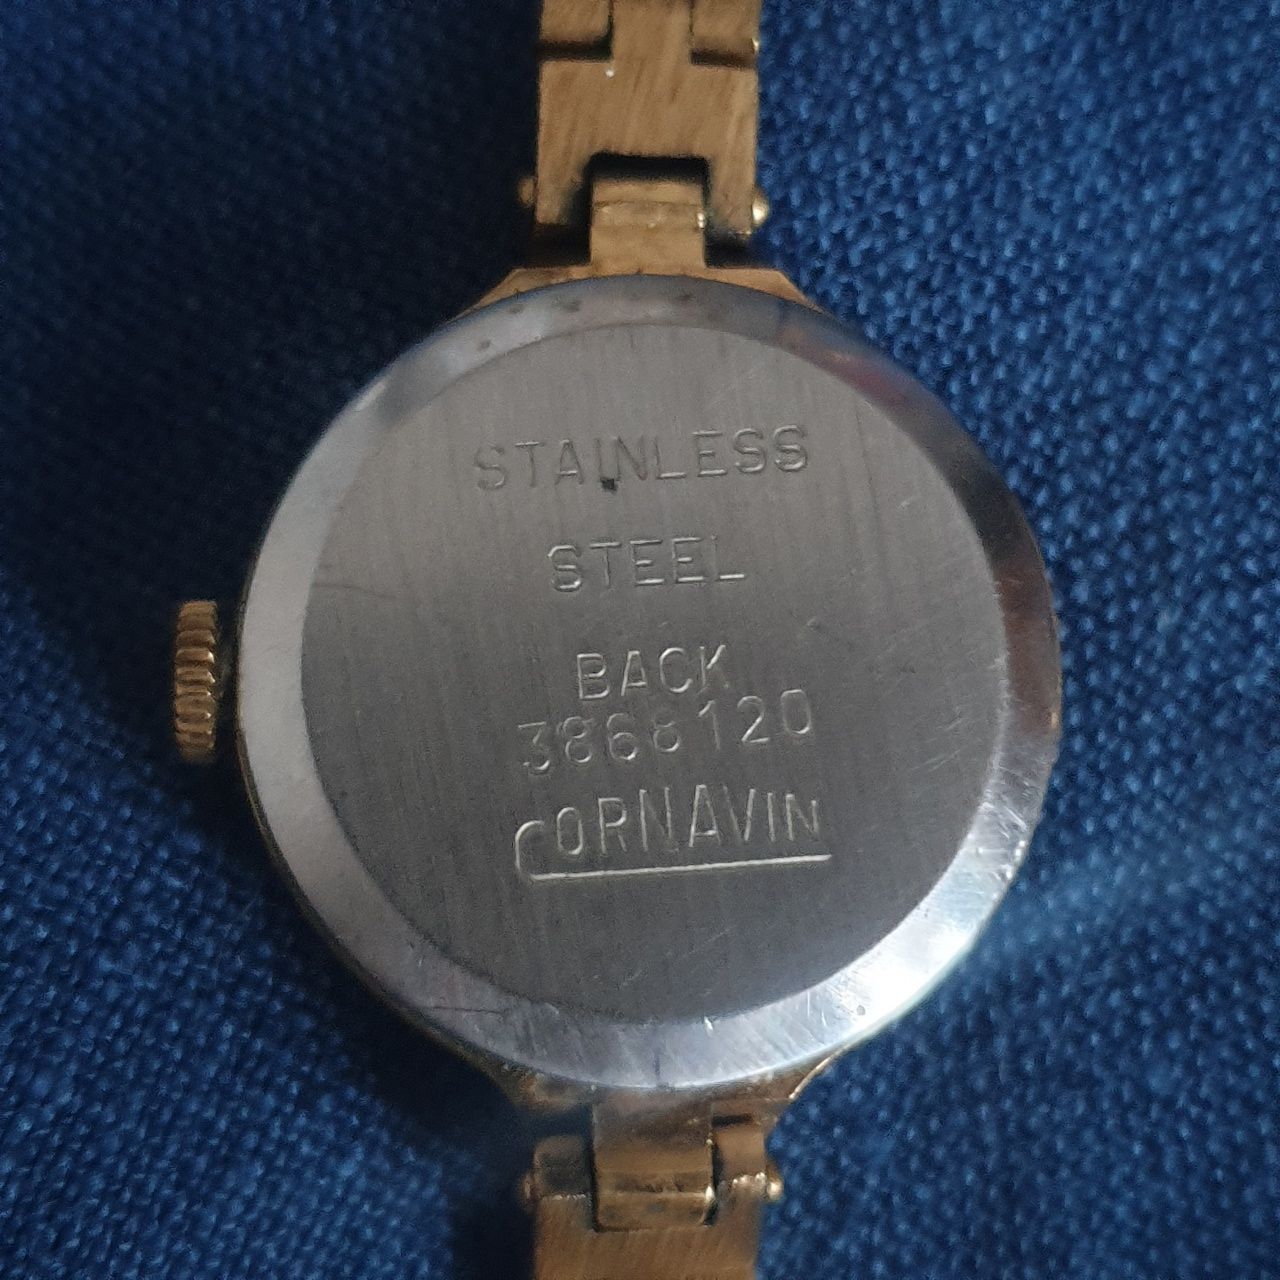 STAINLESS
STEEL
BACK
3868120
CORNAVIN